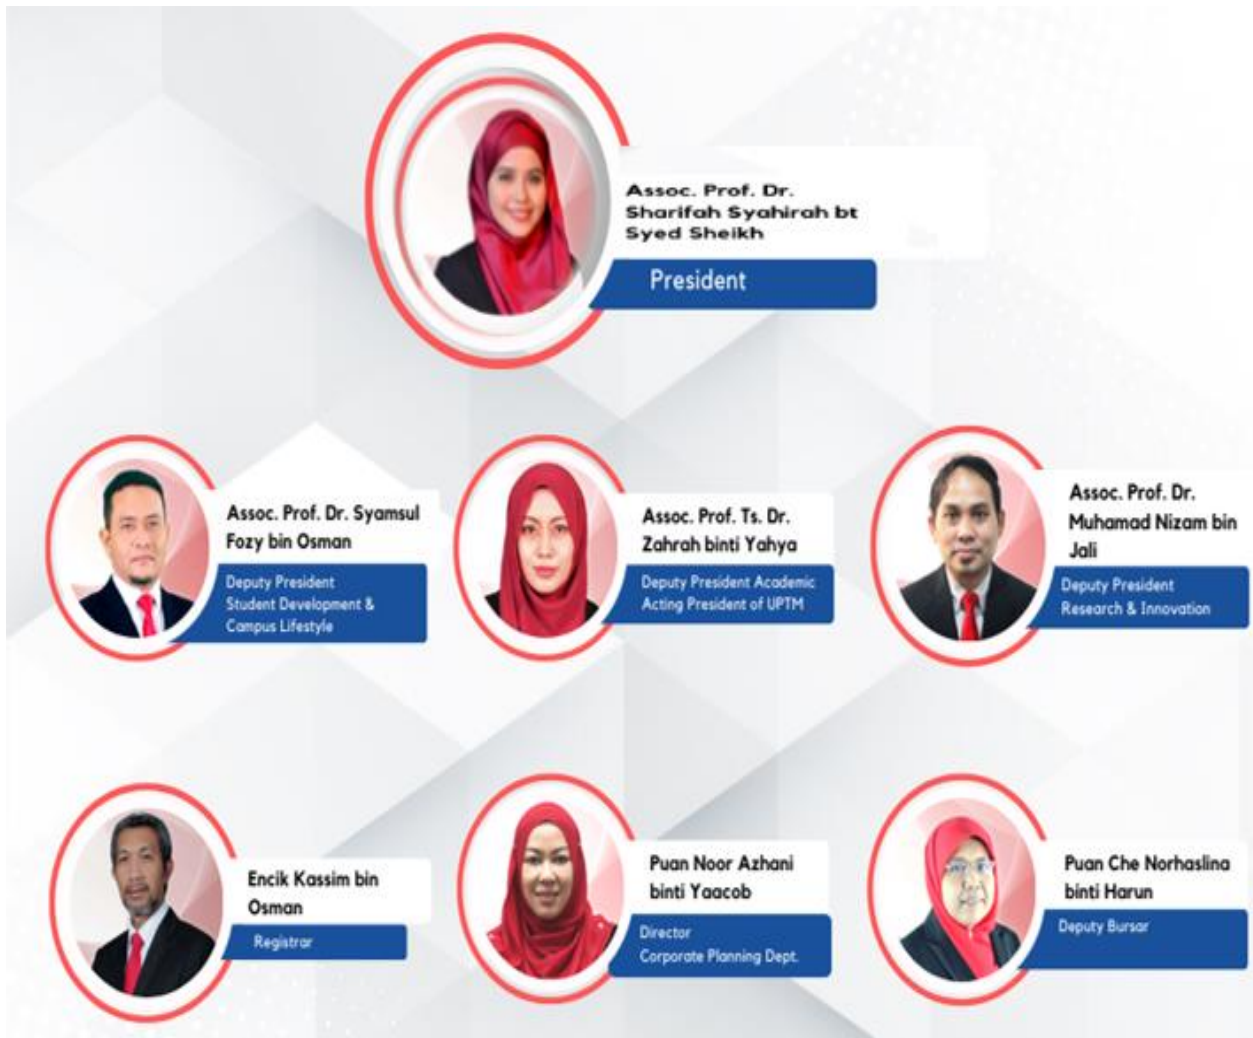 Assoc. Prof. Dr.
Sharifah Syahirah bt
Syed Sheikh
President
Assoc. Prof. Dr. Syamsul
Fozy bin Osman
Deputy President
Student Development &
Campus Lifestyle
Assoc. Prof. Ts. Dr.
Zahrah binti Yahya
Deputy President Academic
Acting President of UPTM
Assoc. Prof. Dr.
Muhamad Nizam bin
Jali
Deputy President
Research & Innovation
Encik Kassim bin
Osman
Registrar
Puan Noor Azhani
binti Yaacob
Director
Corporate Planning Dept.
Puan Che Norhaslina
binti Harun
Deputy Bursar